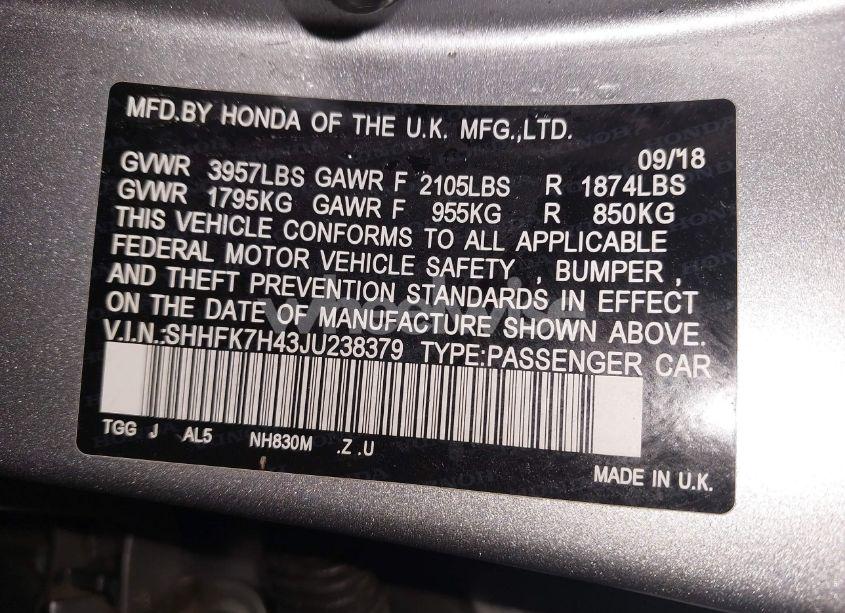 MFD.BY HONDA OF THE U.K. MFG.,LTD.
09/18
GVWR 3957LBS GAWR F 2105LBS R 1874LBS
GVWR 1795KG GAWR F 955KG R 850KG
THIS VEHICLE CONFORMS TO ALL APPLICABLE
FEDERAL MOTOR VEHICLE SAFETY , BUMPER ,
AND THEFT PREVENTION STANDARDS IN EFFECT
ON THE DATE OF MANUFACTURE SHOWN ABOVE.
V.I.N.:SHHFK7H43JU238379 TYPE:PASSENGER CAR
TGG J AL5 NH830M .Z .U
MADE IN U.K.